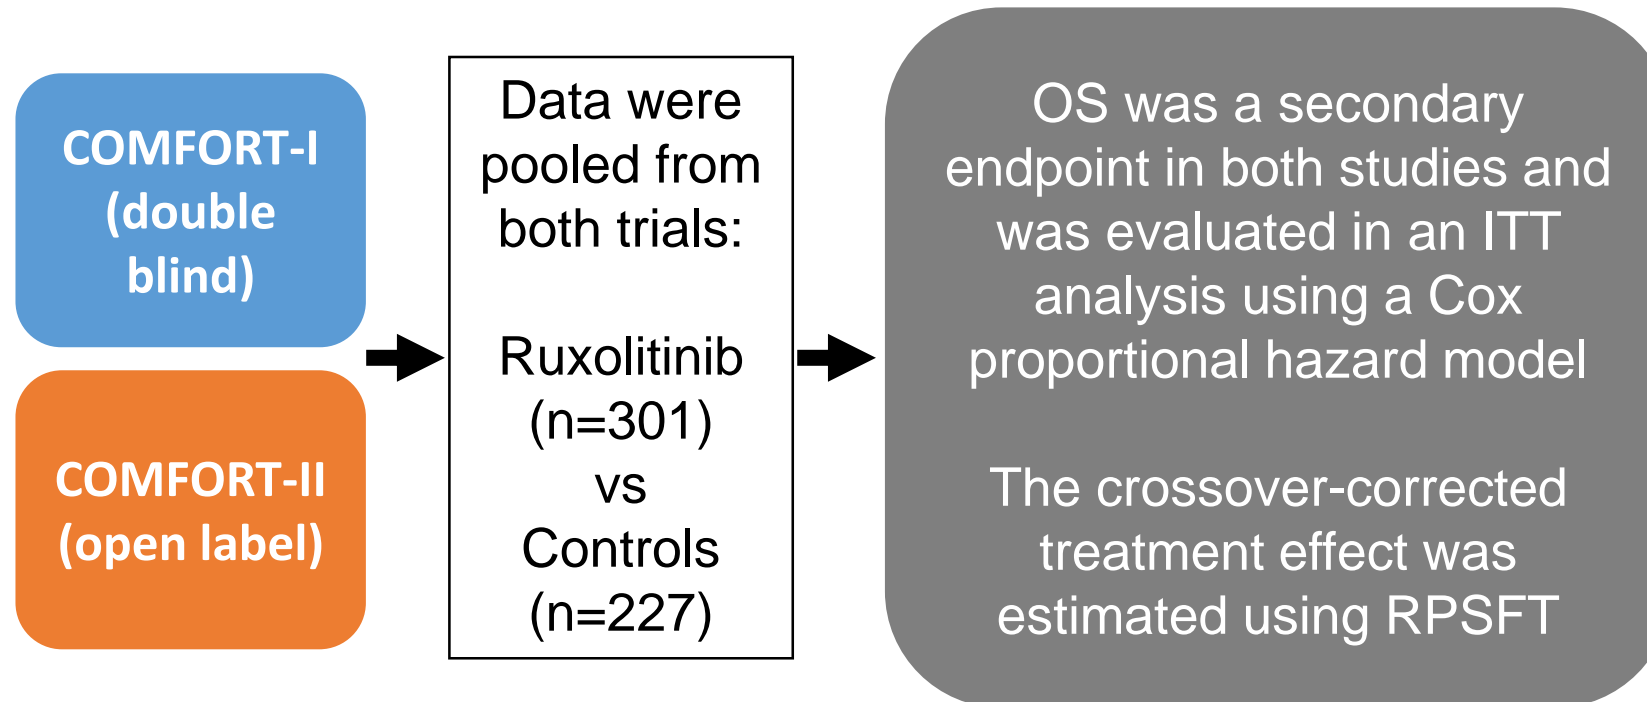 COMFORT-I
(double
blind)
COMFORT-II
(open label)
Data were
pooled from
both trials:
Ruxolitinib
(n=301)
vs
Controls
(n=227)
OS was a secondary
endpoint in both studies and
was evaluated in an ITT
analysis using a Cox
proportional hazard model
The crossover-corrected
treatment effect was
estimated using RPSFT